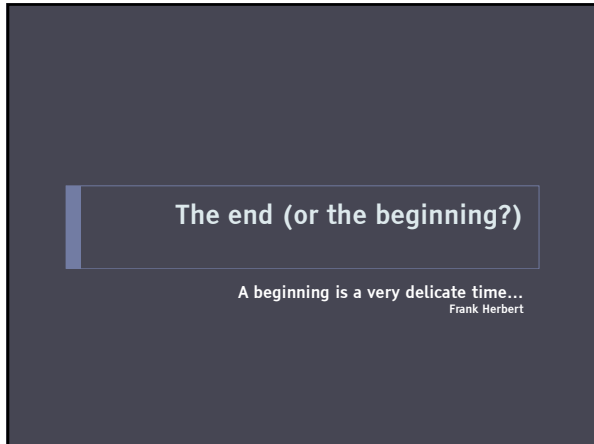 The end (or the beginning?)
A beginning is a very delicate time...
Frank Herbert